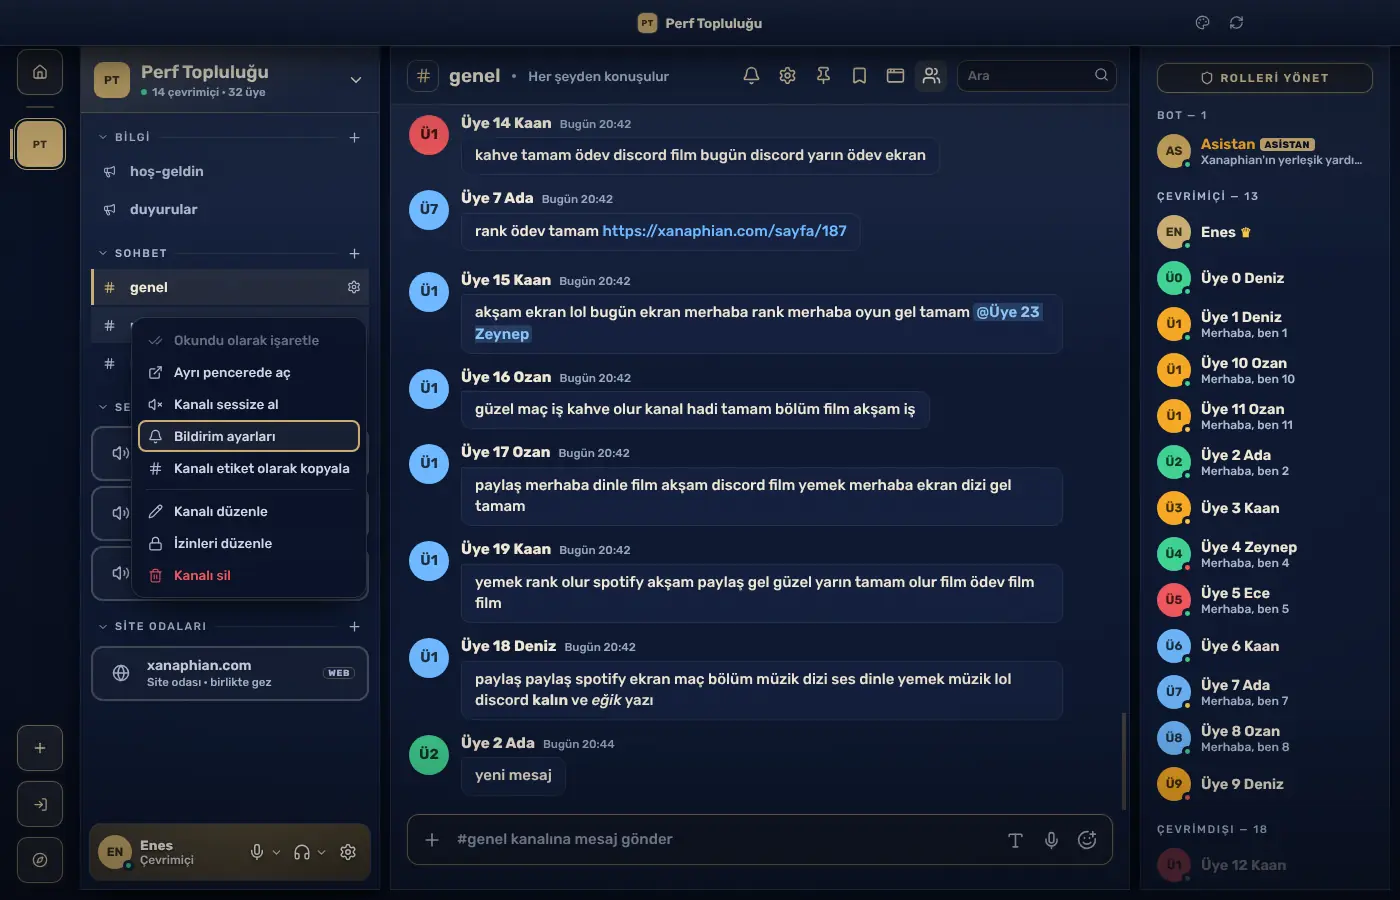 PT Perf Topluluğu
PT
PT
Perf Topluluğu
14 çevrimiçi • 32 üye
BİLGİ
hoş-geldin
duyurular
SOHBET
# genel
#
#
Okundu olarak işaretle
Ayrı pencerede aç
Kanalı sessize al
Bildirim ayarları
# Kanalı etiket olarak kopyala
Kanalı düzenle
İzinleri düzenle
Kanalı sil
SE
SİTE ODALARI
xanaphian.com
Site odası • birlikte gez
WEB
EN
Enes
Çevrimiçi
# genel • Her şeyden konuşulur
Ara
Ü1
Üye 14 Kaan Bugün 20:42
kahve tamam ödev discord film bugün discord yarın ödev ekran
Ü7
Üye 7 Ada Bugün 20:42
rank ödev tamam https://xanaphian.com/sayfa/187
Ü1
Üye 15 Kaan Bugün 20:42
akşam ekran lol bugün ekran merhaba rank merhaba oyun gel tamam @Üye 23
Zeynep
Ü1
Üye 16 Ozan Bugün 20:42
güzel maç iş kahve olur kanal hadi tamam bölüm film akşam iş
Ü1
Üye 17 Ozan Bugün 20:42
paylaş merhaba dinle film akşam discord film yemek merhaba ekran dizi gel
tamam
Ü1
Üye 19 Kaan Bugün 20:42
yemek rank olur spotify akşam paylaş gel güzel yarın tamam olur film ödev film
film
Ü1
Üye 18 Deniz Bugün 20:42
paylaş paylaş spotify ekran maç bölüm müzik dizi ses dinle yemek müzik lol
discord kalın ve eğik yazı
Ü2
Üye 2 Ada Bugün 20:44
yeni mesaj
#genel kanalına mesaj gönder
ROLLERİ YÖNET
BOT — 1
AS
Asistan ASİSTAN
Xanaphian'ın yerleşik yardı...
ÇEVRİMİÇİ — 13
EN
Enes
Ü0
Üye 0 Deniz
Ü1
Üye 1 Deniz
Merhaba, ben 1
Ü1
Üye 10 Ozan
Merhaba, ben 10
Ü1
Üye 11 Ozan
Merhaba, ben 11
Ü2
Üye 2 Ada
Merhaba, ben 2
Ü3
Üye 3 Kaan
Ü4
Üye 4 Zeynep
Merhaba, ben 4
Ü5
Üye 5 Ece
Merhaba, ben 5
Ü6
Üye 6 Kaan
Ü7
Üye 7 Ada
Merhaba, ben 7
Ü8
Üye 8 Ozan
Merhaba, ben 8
Ü9
Üye 9 Deniz
ÇEVRİMDIŞI — 18
Ü1
Üye 12 Kaan